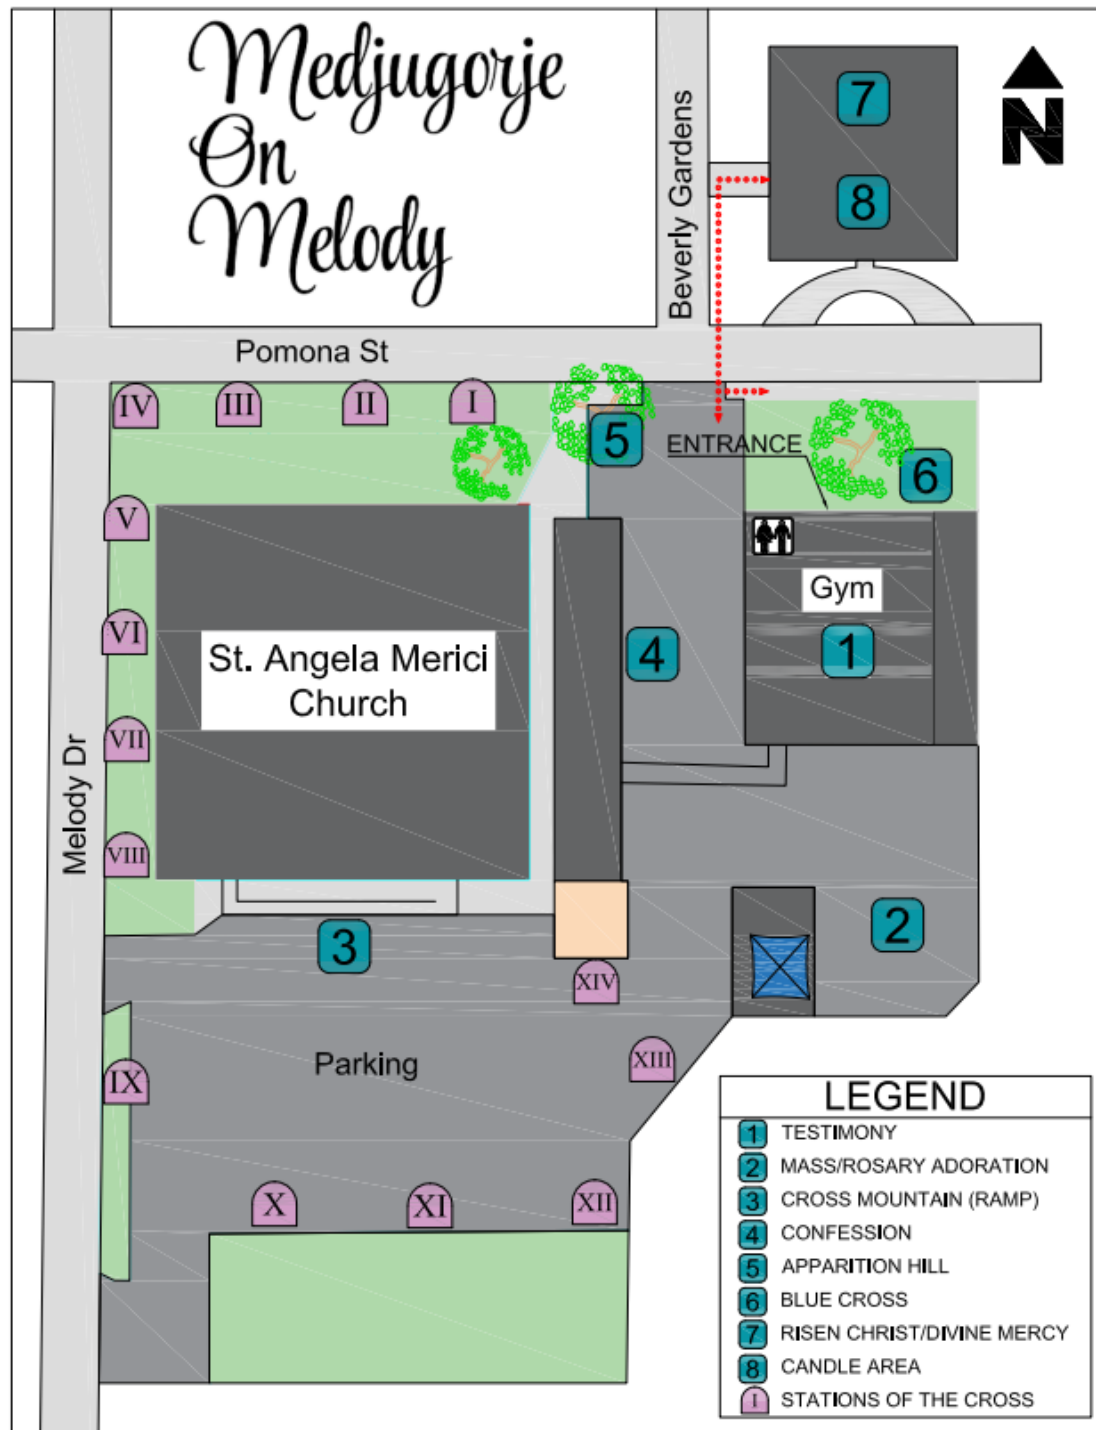 Medjugorje
On
Melody
7
8
N
Beverly Gardens
Pomona St
IV
III
II
I
5
ENTRANCE
6
V
Gym
VI
St. Angela Merici
Church
4
1
VII
Melody Dr
VIII
3
2
XIV
Parking
XIII
IX
X
XI
XII
LEGEND
1 TESTIMONY
2 MASS/ROSARY ADORATION
3 CROSS MOUNTAIN (RAMP)
4 CONFESSION
5 APPARITION HILL
6 BLUE CROSS
7 RISEN CHRIST/DIVINE MERCY
8 CANDLE AREA
I STATIONS OF THE CROSS